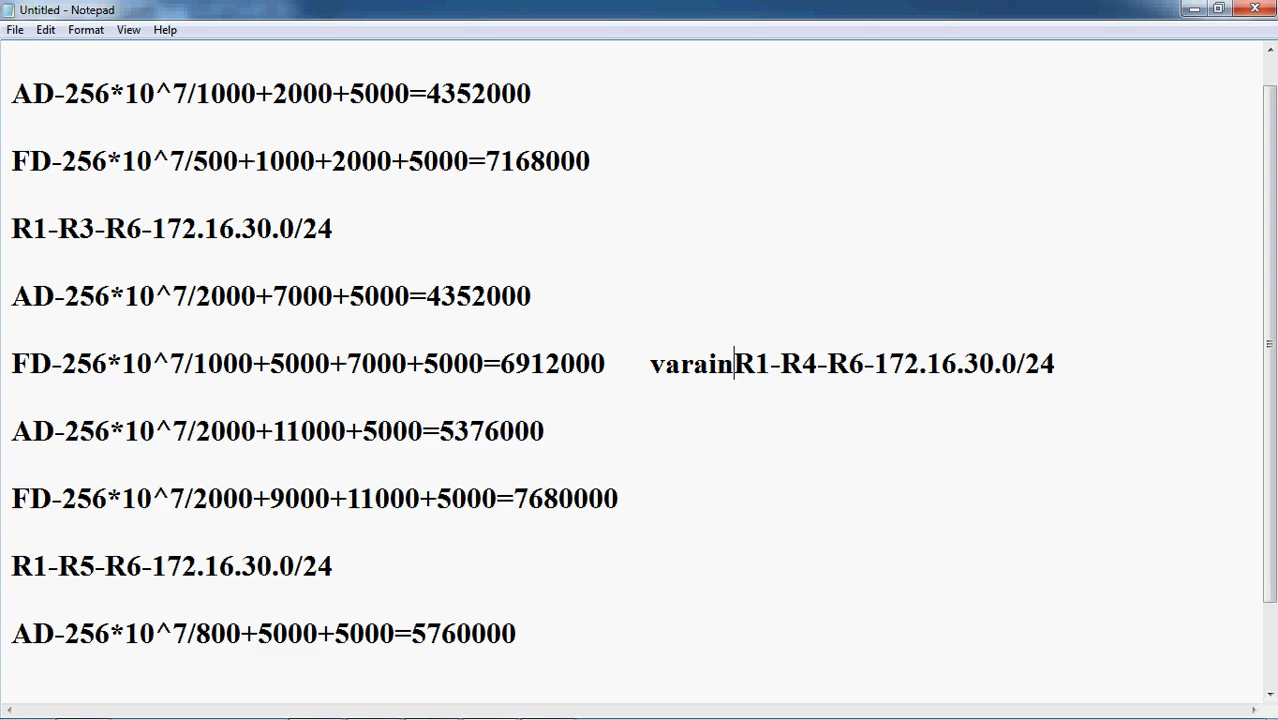 Untitled - Notepad
File Edit Format View Help
AD-256*10^7/1000+2000+5000=4352000
FD-256*10^7/500+1000+2000+5000=7168000
R1-R3-R6-172.16.30.0/24
AD-256*10^7/2000+7000+5000=4352000
FD-256*10^7/1000+5000+7000+5000=6912000 varainR1-R4-R6-172.16.30.0/24
AD-256*10^7/2000+11000+5000=5376000
FD-256*10^7/2000+9000+11000+5000=7680000
R1-R5-R6-172.16.30.0/24
AD-256*10^7/800+5000+5000=5760000